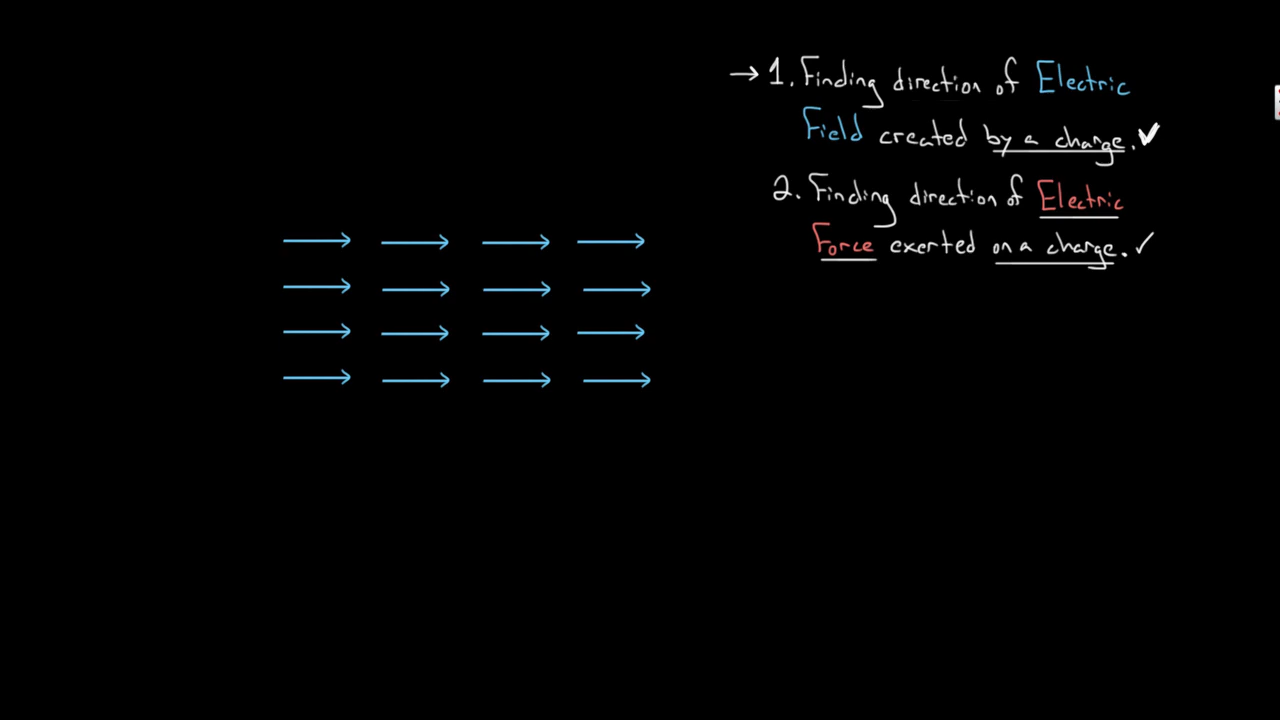 → 1. Finding direction of Electric
Field created by a charge. ✔
2. Finding direction of Electric
Force exerted on a charge. ✓